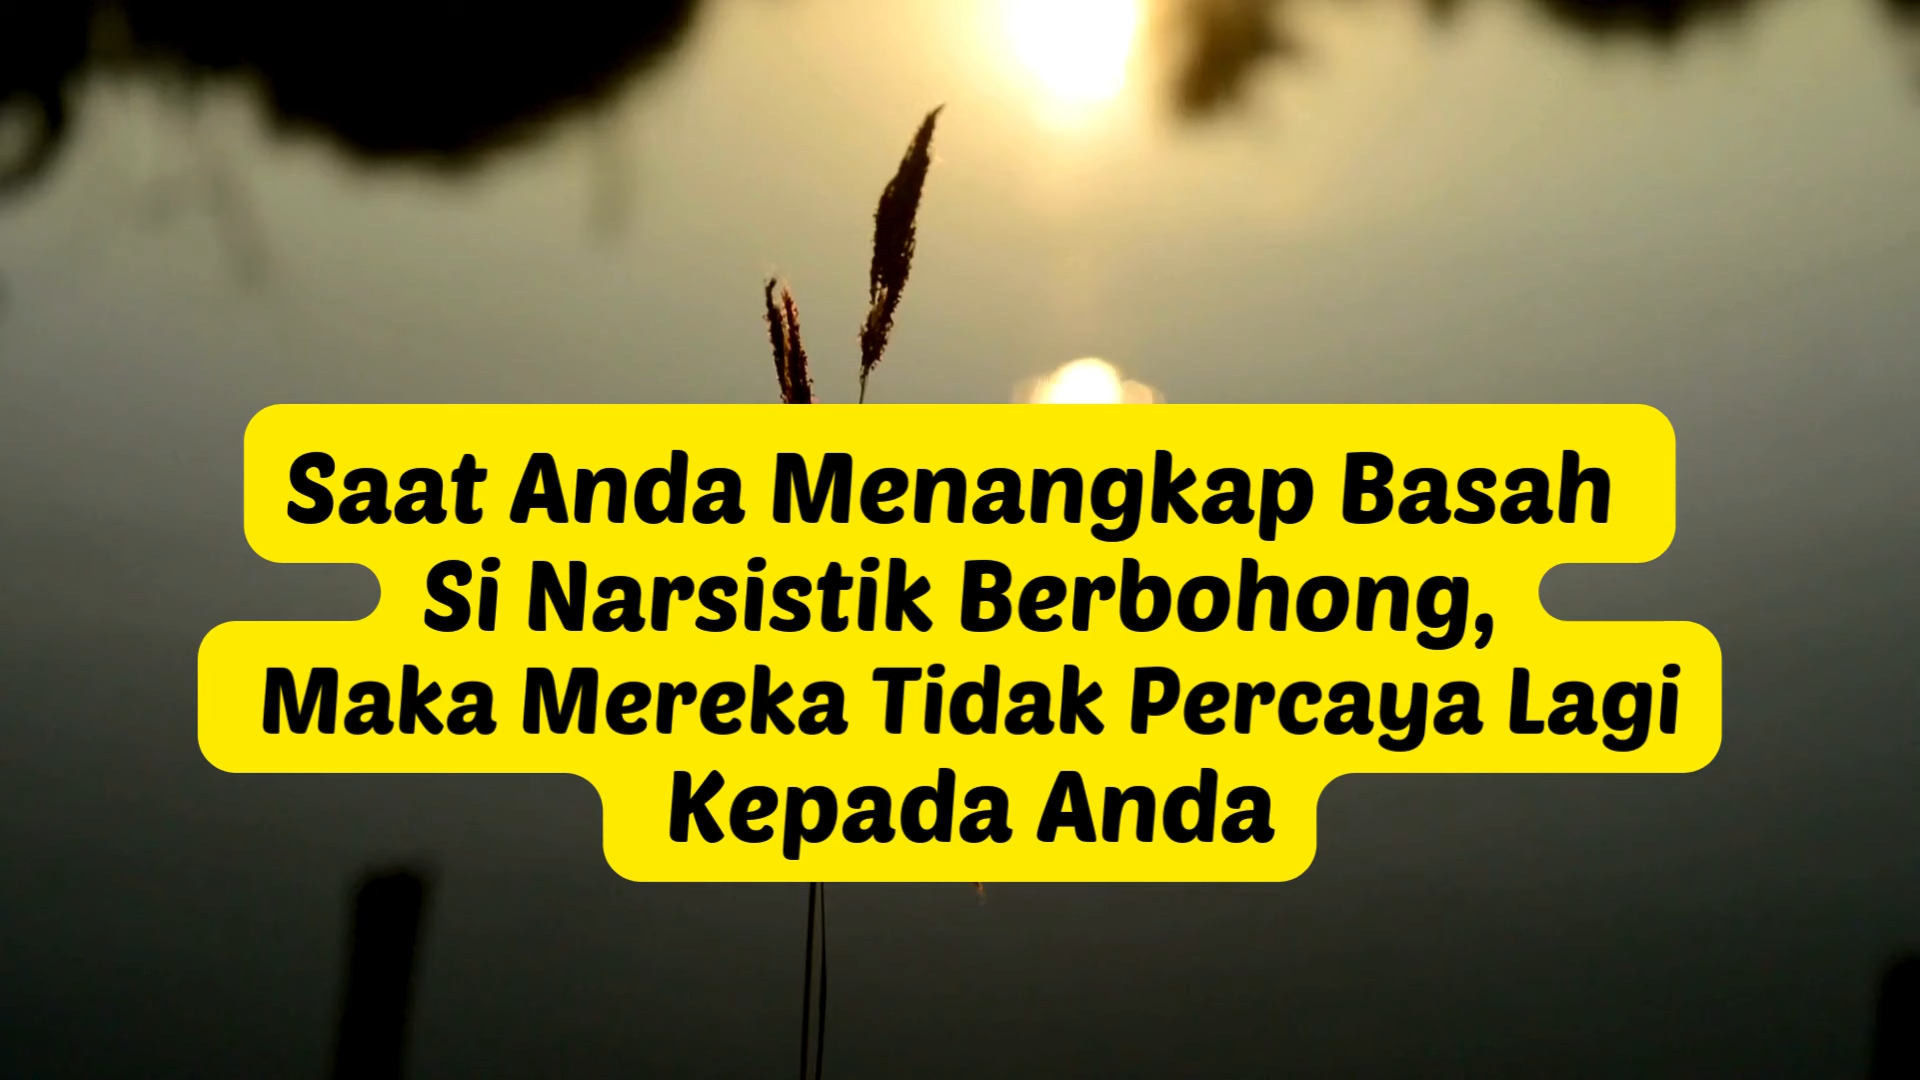 Saat Anda Menangkap Basah
Si Narsistik Berbohong,
Maka Mereka Tidak Percaya Lagi
Kepada Anda